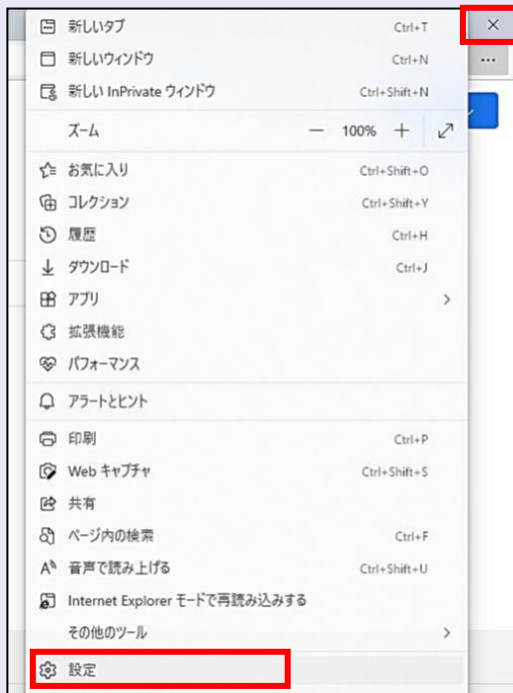 新しいタブ Ctrl+T
新しいウィンドウ Ctrl+N
新しい InPrivate ウィンドウ Ctrl+Shift+N
ズーム — 100% +
お気に入り Ctrl+Shift+O
コレクション Ctrl+Shift+Y
履歴 Ctrl+H
ダウンロード Ctrl+J
アプリ
拡張機能
パフォーマンス
アラートとヒント
印刷 Ctrl+P
Web キャプチャ Ctrl+Shift+S
共有
ページ内の検索 Ctrl+F
音声で読み上げる Ctrl+Shift+U
Internet Explorer モードで再読み込みする
その他のツール
設定